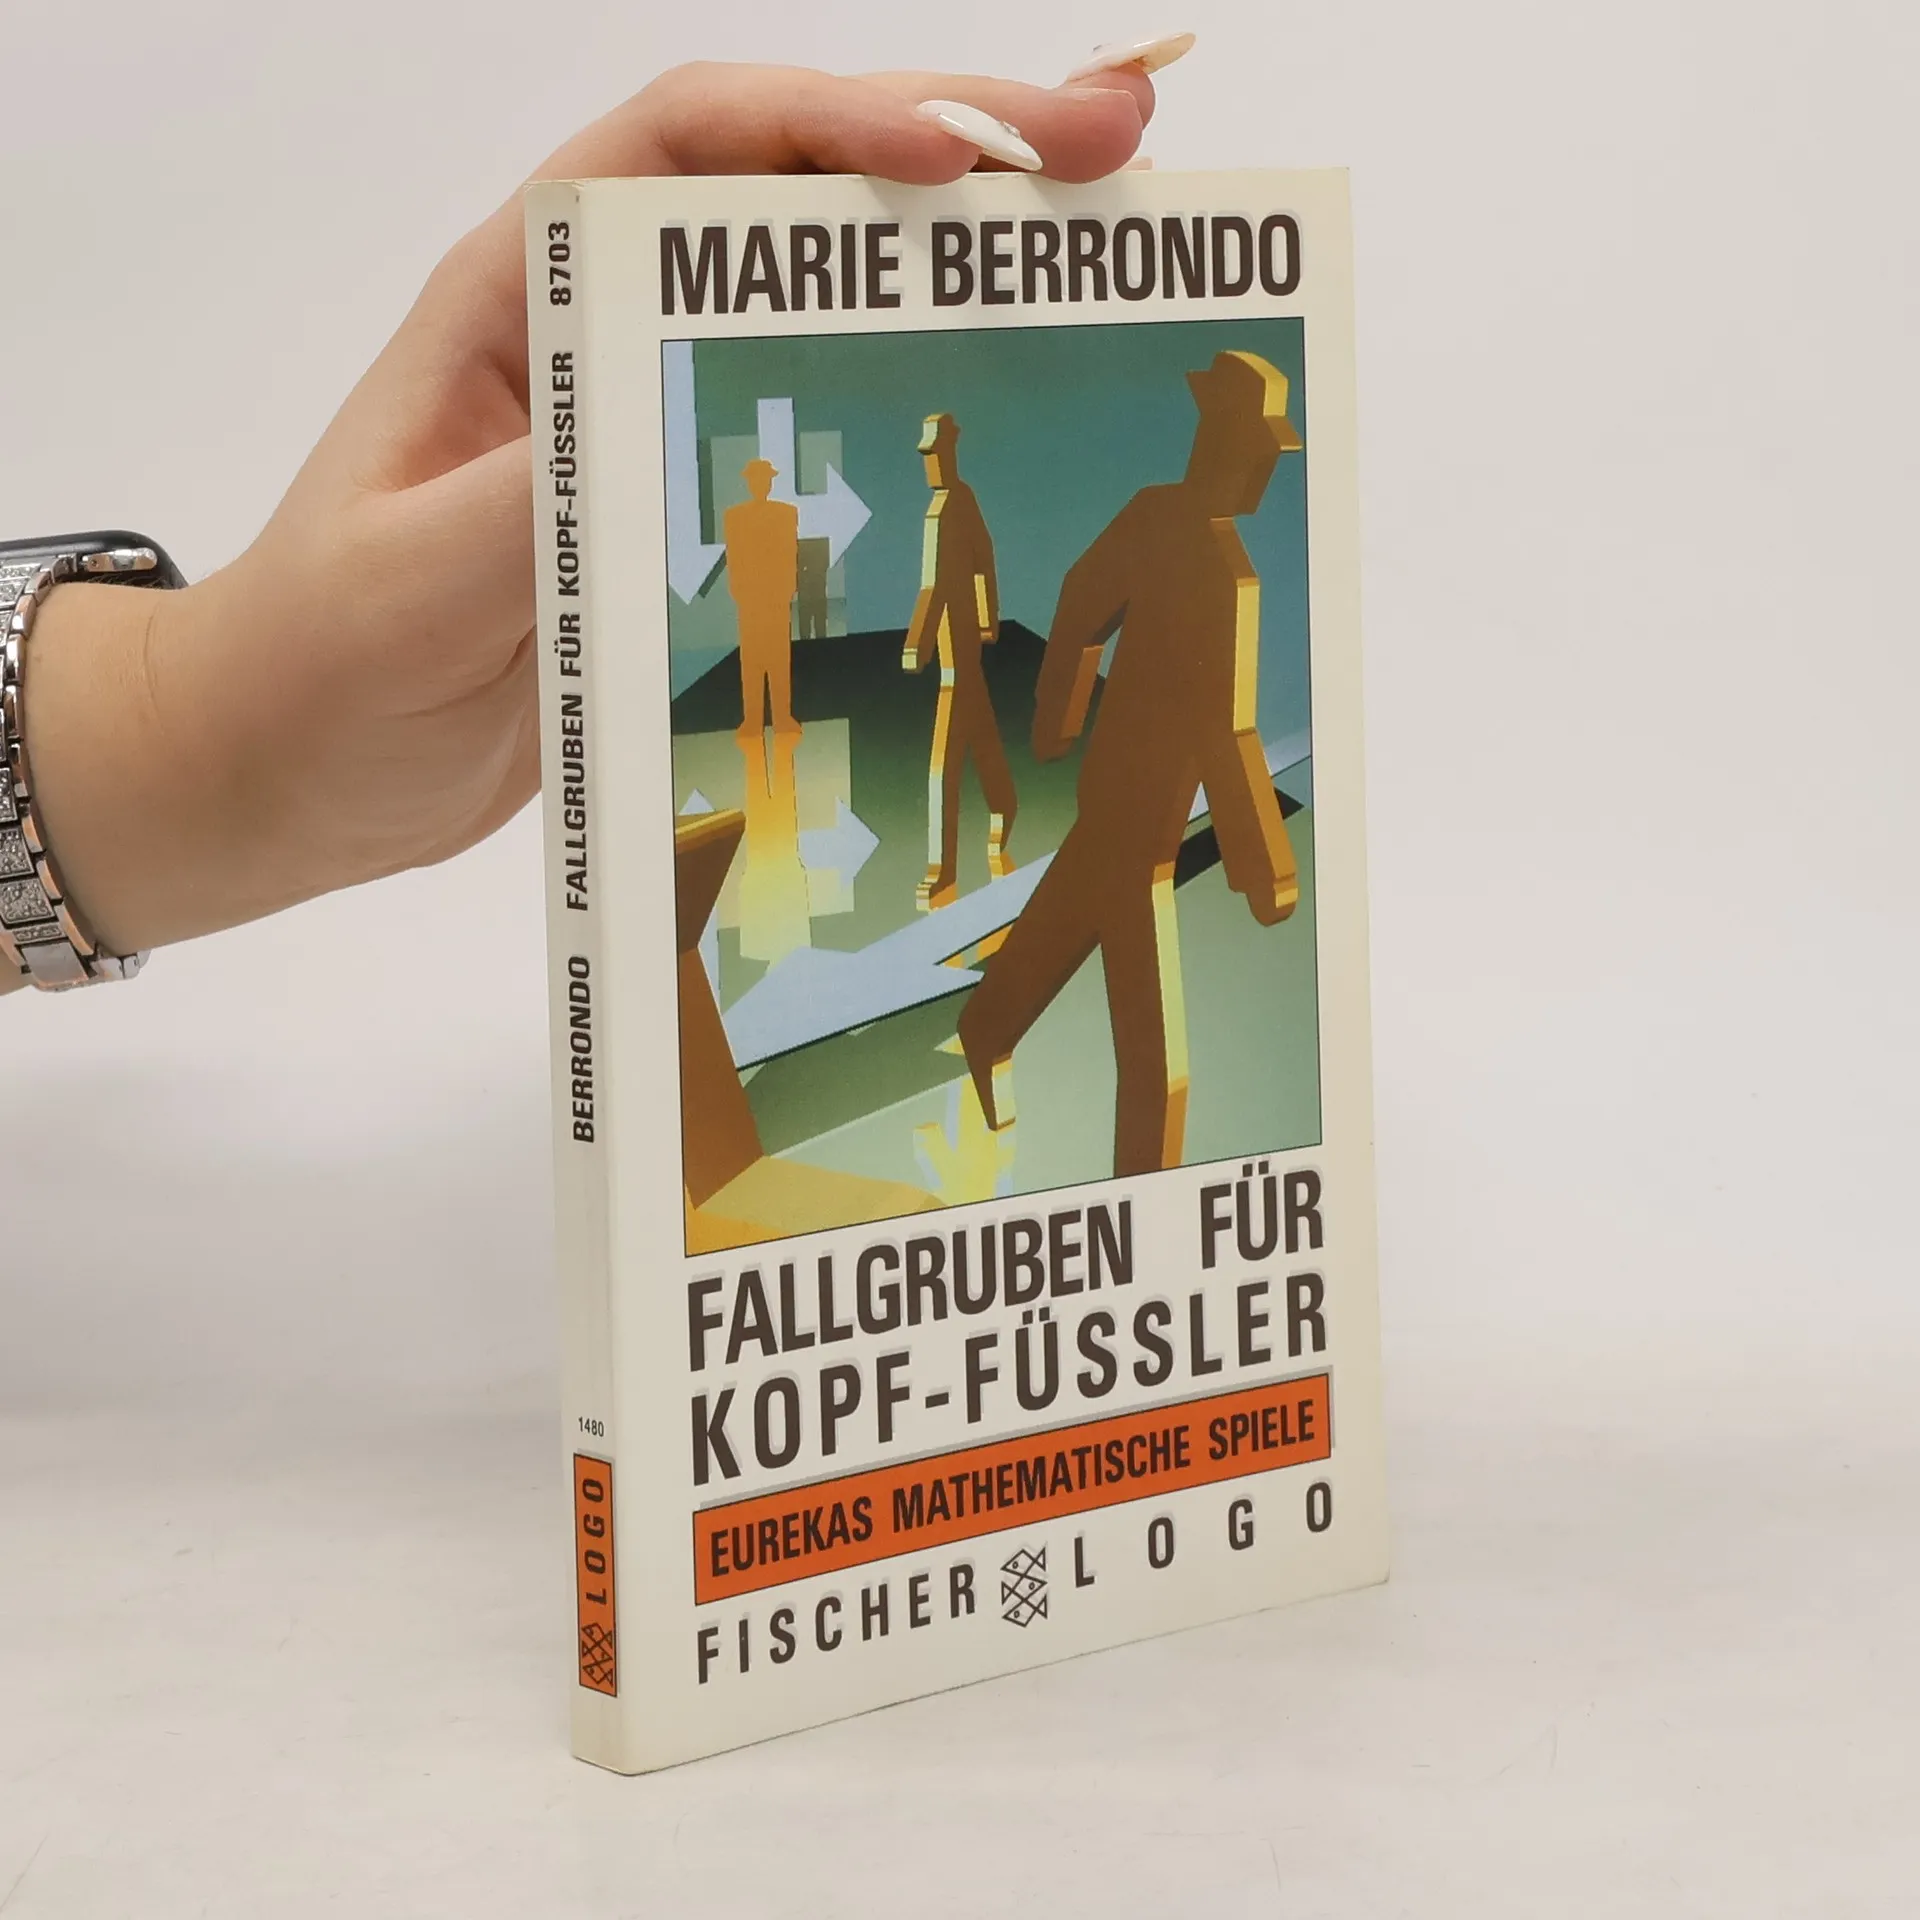 MARIE BERRONDO
FALLGRUBEN FÜR
KOPF-FÜSSLER
EUREKAS MATHEMATISCHE SPIELE
FISCHER LOGO
BERRONDO FALLGRUBEN FÜR KOPF-FÜSSLER 8703
1480
LOGO